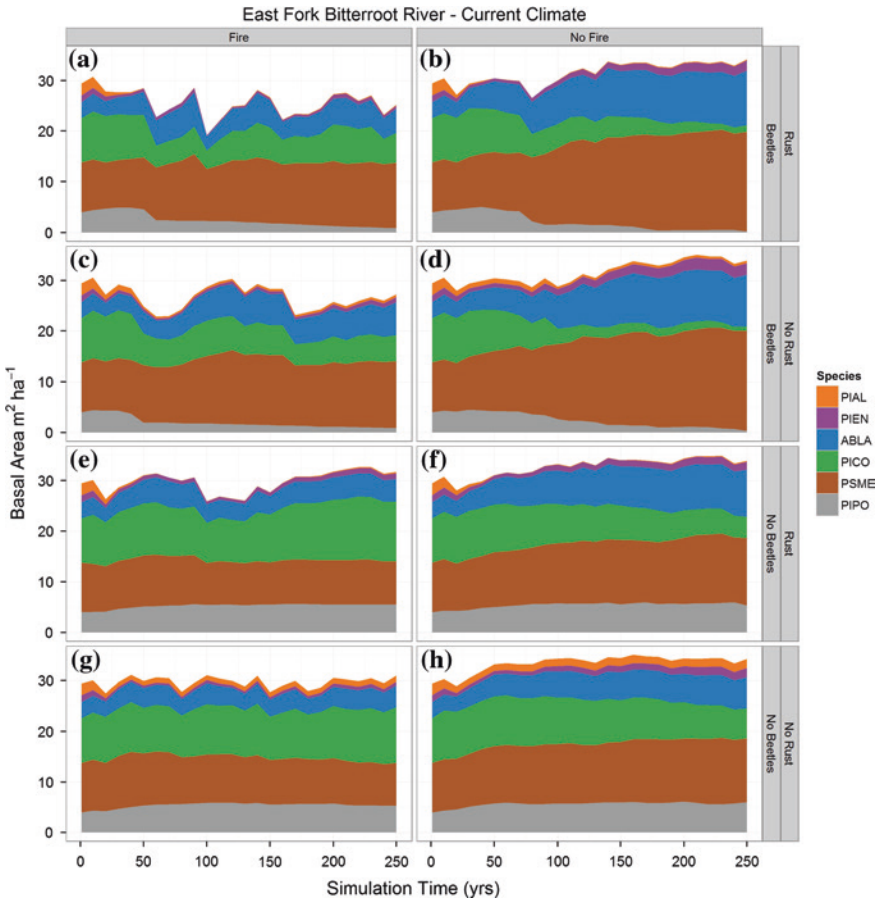 East Fork Bitterroot River - Current Climate
Fire
No Fire
(a)
(b)
30
20
10
0
Rust
Beetles
(c)
(d)
30
20
10
0
No Rust
Beetles
(e)
(f)
30
20
10
0
Rust
No Beetles
(g)
(h)
30
20
10
0
No Rust
No Beetles
Basal Area m² ha⁻¹
0 50 100 150 200 250
0 50 100 150 200 250
Simulation Time (yrs)
Species
PIAL
PIEN
ABLA
PICO
PSME
PIPO